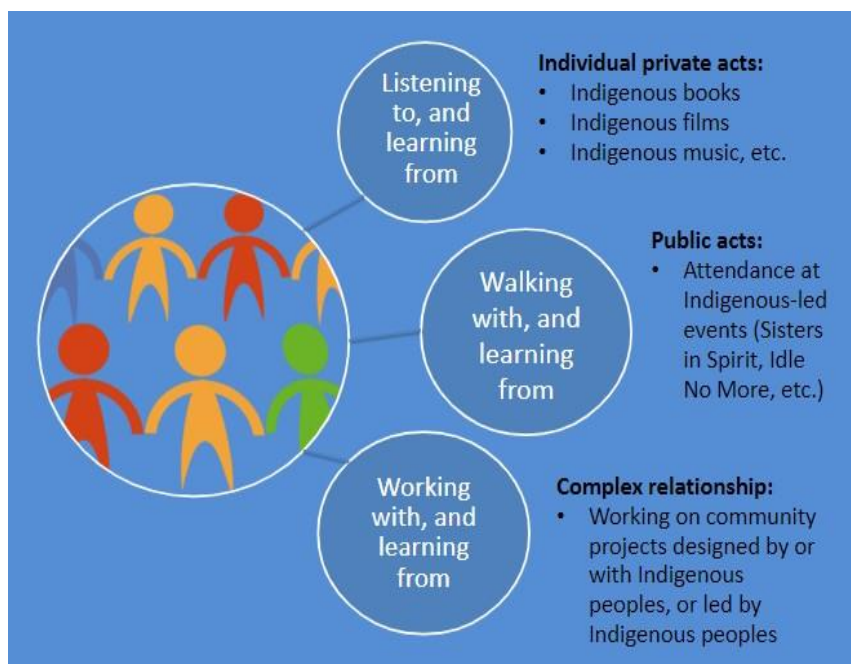 Listening
to, and
learning
from
Individual private acts:
• Indigenous books
• Indigenous films
• Indigenous music, etc.
Walking
with, and
learning
from
Public acts:
• Attendance at
Indigenous-led
events (Sisters
in Spirit, Idle
No More, etc.)
Working
with, and
learning
from
Complex relationship:
• Working on community
projects designed by or
with Indigenous
peoples, or led by
Indigenous peoples